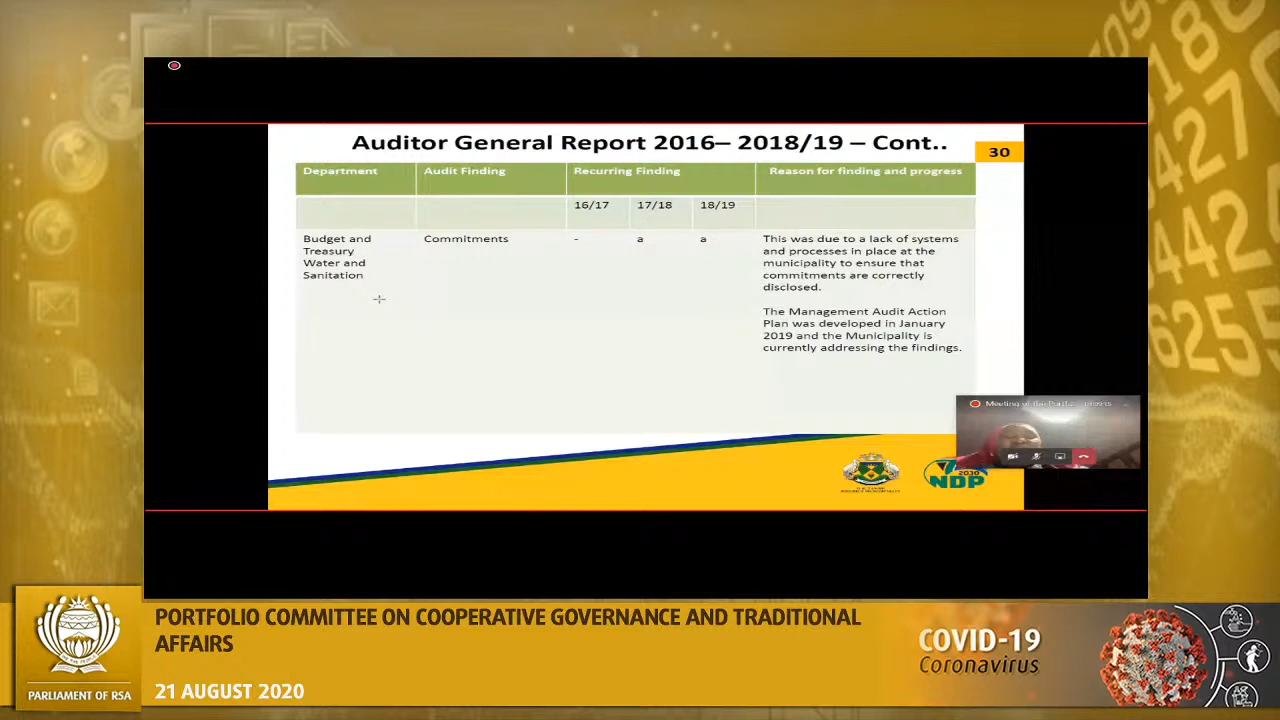 Auditor General Report 2016– 2018/19 – Cont..
30
Department
Audit Finding
Recurring Finding
Reason for finding and progress
16/17
17/18
18/19
Budget and
Treasury
Water and
Sanitation
Commitments
-
a
a
This was due to a lack of systems
and processes in place at the
municipality to ensure that
commitments are correctly
disclosed.
The Management Audit Action
Plan was developed in January
2019 and the Municipality is
currently addressing the findings.
Meeting of the
2030
NDP
PORTFOLIO COMMITTEE ON COOPERATIVE GOVERNANCE AND TRADITIONAL
AFFAIRS
21 AUGUST 2020
PARLIAMENT OF RSA
COVID-19
Coronavirus